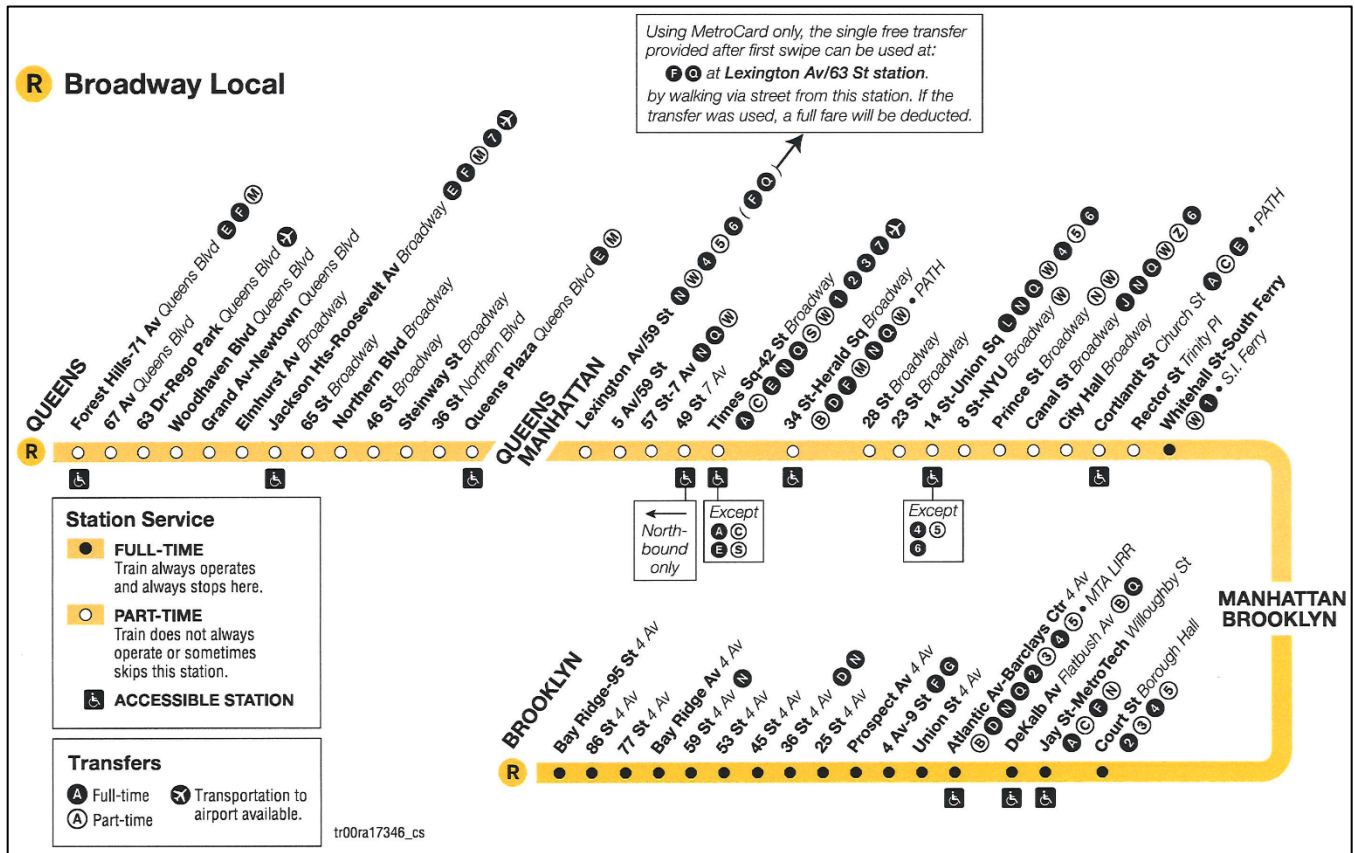 R Broadway Local
Using MetroCard only, the single free transfer
provided after first swipe can be used at:
F Q at Lexington Av/63 St station.
by walking via street from this station. If the
transfer was used, a full fare will be deducted.
QUEENS
R
Forest Hills-71 Av Queens Blvd E F M
67 Av Queens Blvd
63 Dr-Rego Park Queens Blvd
Woodhaven Blvd Queens Blvd
Grand Av-Newtown Queens Blvd
Elmhurst Av Broadway
Jackson Hts-Roosevelt Av Broadway E F M 7
65 St Broadway
Northern Blvd Broadway
46 St Broadway
Steinway St Broadway
36 St Northern Blvd
Queens Plaza Queens Blvd E M
QUEENS
MANHATTAN
Lexington Av/59 St N W 4 5 6 ( F Q )
5 Av/59 St
57 St-7 Av N Q W
49 St 7 Av
Tines Sq-42 St Broadway
A C E N Q S W 1 2 3 7
34 St-Herald Sq Broadway
B D F M N Q W • PATH
28 St Broadway
23 St Broadway
14 St-Union Sq L N Q W 4 5 6
8 St-NYU Broadway W
Prince St Broadway N W
Canal St Broadway J N Q W Z 6
City Hall Broadway
Cortlandt St Church St A C E • PATH
Rector St Trinity Pl
Whitehall St-South Ferry
W 1 • S.I. Ferry
North-
bound
only
Except
A C
E S
Except
4 5
6
MANHATTAN
BROOKLYN
Station Service
FULL-TIME
Train always operates
and always stops here.
PART-TIME
Train does not always
operate or sometimes
skips this station.
ACCESSIBLE STATION
Transfers
A Full-time
A Part-time
Transportation to
airport available.
tr00ra17346_cs
BROOKLYN
R
Bay Ridge-95 St 4 Av
86 St 4 Av
77 St 4 Av
Bay Ridge Av 4 Av
59 St 4 Av N
53 St 4 Av
45 St 4 Av
36 St 4 Av D N
25 St 4 Av
Prospect Av 4 Av
4 Av-9 St F G
Union St 4 Av
Atlantic Av-Barclays Ctr 4 Av
B D N Q 2 3 4 5 • MTA LIRR
DeKalb Av Flatbush Av B Q
Jay St-MetroTech Willoughby St
A C F N
Court St Borough Hall
2 3 4 5